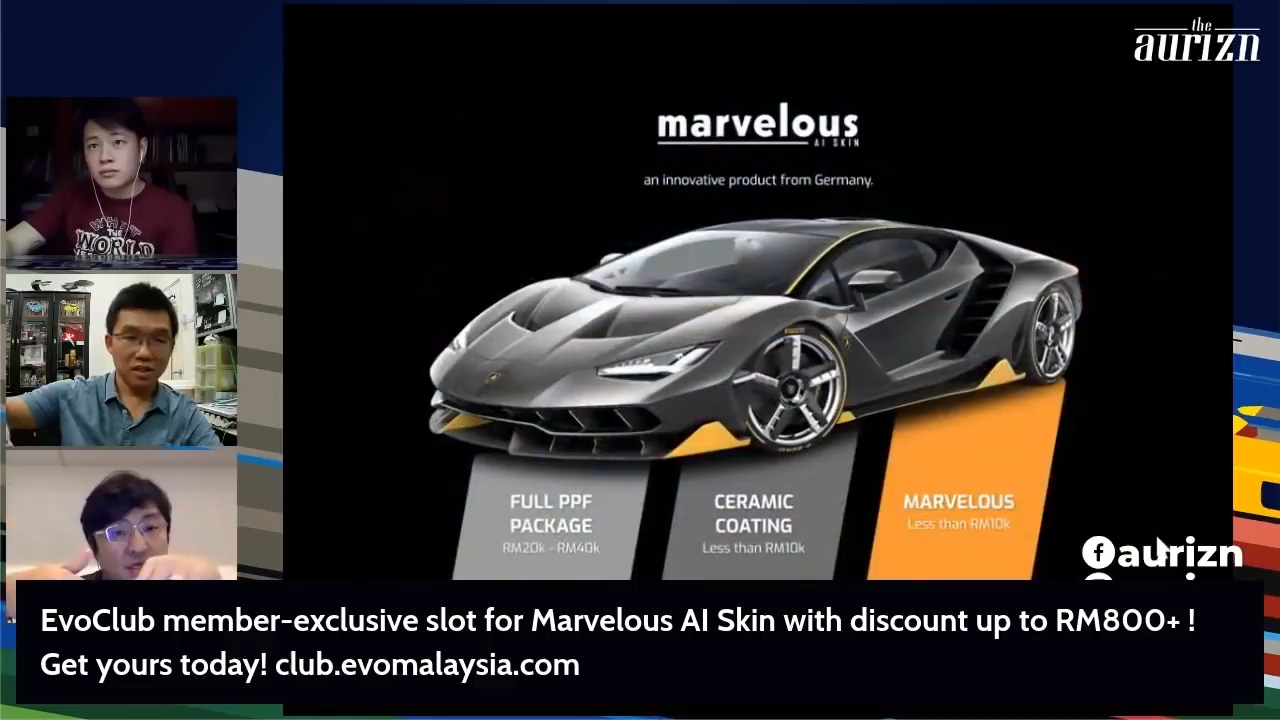 the
aurizn
marvelous
AI SKIN
an innovative product from Germany.
WORLD
FULL PPF
PACKAGE
RM20k - RM40k
CERAMIC
COATING
Less than RM10k
MARVELOUS
Less than RM10k
aurizn
EvoClub member-exclusive slot for Marvelous AI Skin with discount up to RM800+ !
Get yours today! club.evomalaysia.com